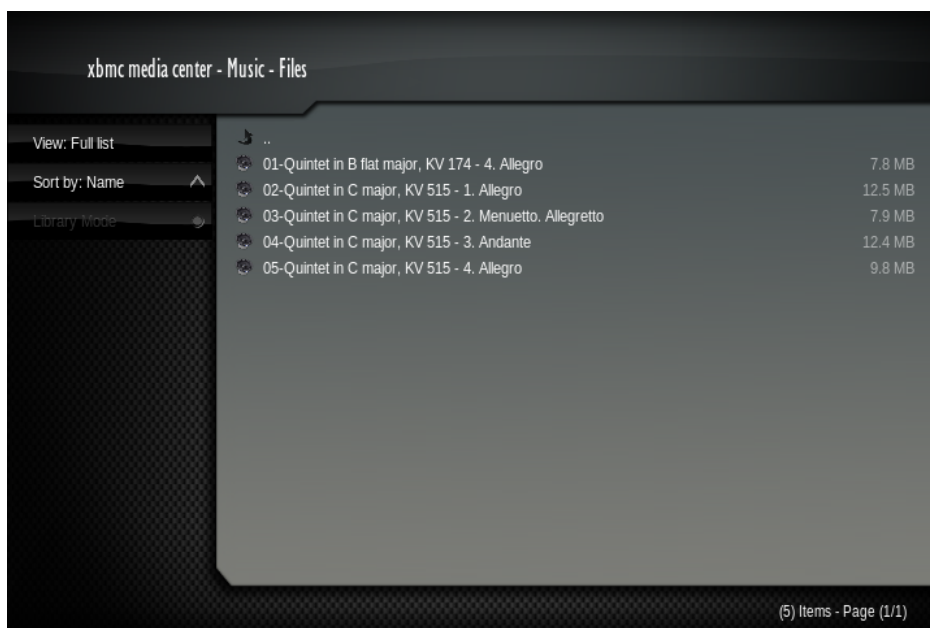 xbmc media center - Music - Files
View: Full list
Sort by: Name
Library Mode
..
01-Quintet in B flat major, KV 174 - 4. Allegro 7.8 MB
02-Quintet in C major, KV 515 - 1. Allegro 12.5 MB
03-Quintet in C major, KV 515 - 2. Menuetto. Allegretto 7.9 MB
04-Quintet in C major, KV 515 - 3. Andante 12.4 MB
05-Quintet in C major, KV 515 - 4. Allegro 9.8 MB
(5) Items - Page (1/1)